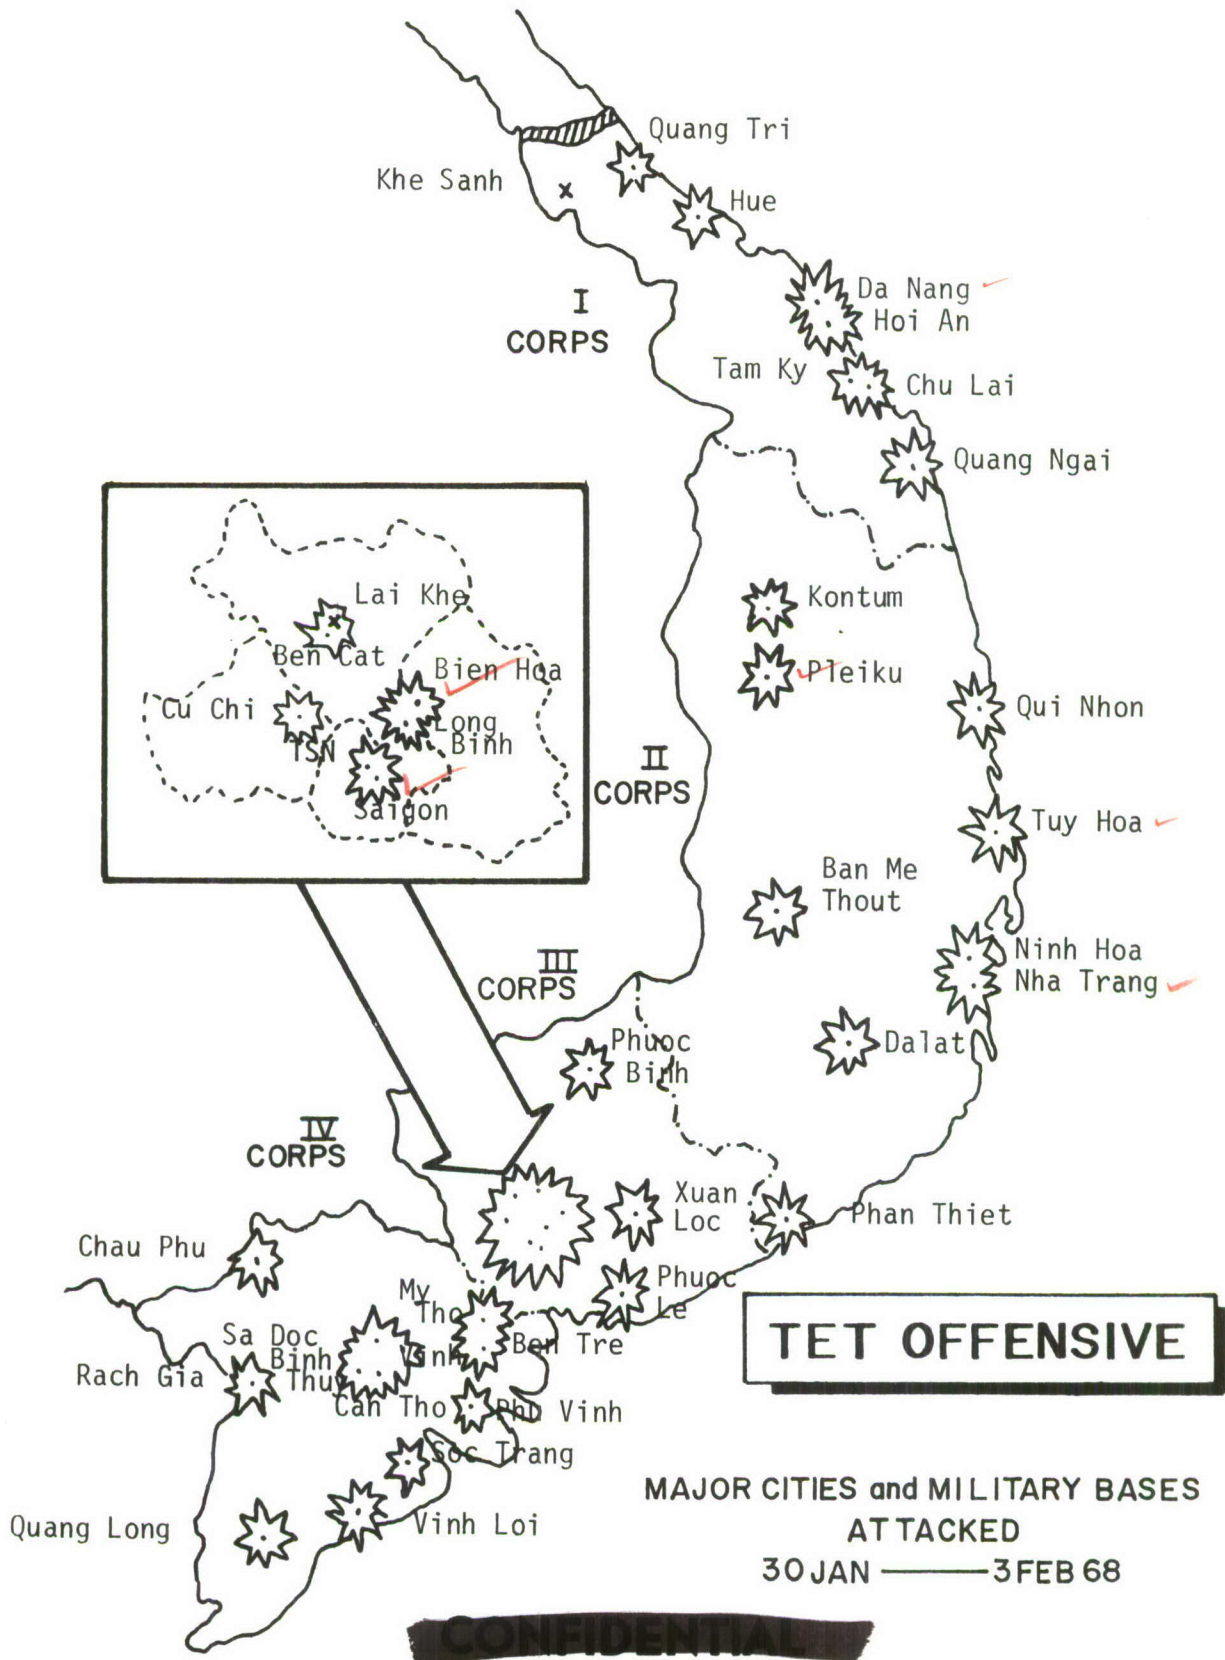 Quang Tri
Khe Sanh
x
Hue
Da Nang
Hoi An
I
CORPS
Tam Ky
Chu Lai
Quang Ngai
Kontum
Pleiku
Qui Nhon
II
CORPS
Tuy Hoa
Ban Me
Thout
Ninh Hoa
Nha Trang
Dalat
Lai Khe
x
Ben Cat
Bien Hoa
Cu Chi
Long
Binh
TSN
Saigon
III
CORPS
Phuoc
Binh
IV
CORPS
Xuan
Loc
Phan Thiet
Chau Phu
Phuoc
Le
My
Tho
Ben Tre
Sa Doc
Binh
Thuy
Vinh
Rach Gia
Can Tho
Phu Vinh
Soc Trang
Quang Long
Vinh Loi
TET OFFENSIVE
MAJOR CITIES and MILITARY BASES
ATTACKED
30 JAN — 3 FEB 68
CONFIDENTIAL